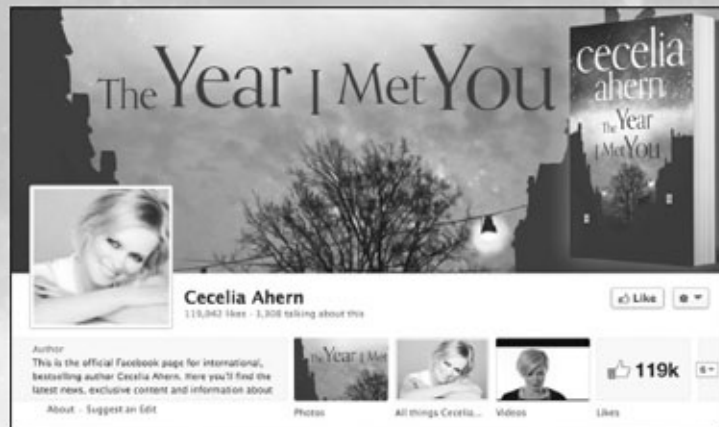 The Year I Met You
cecelia
ahern
The Year
I Met You
Cecelia Ahern
119,942 likes · 3,308 talking about this
Like
Author
This is the official Facebook page for international,
bestselling author Cecelia Ahern. Here you'll find the
latest news, exclusive content and information about
About · Suggest an Edit
The Year I Met
119k
6
Photos
All things Cecelia...
Videos
Likes